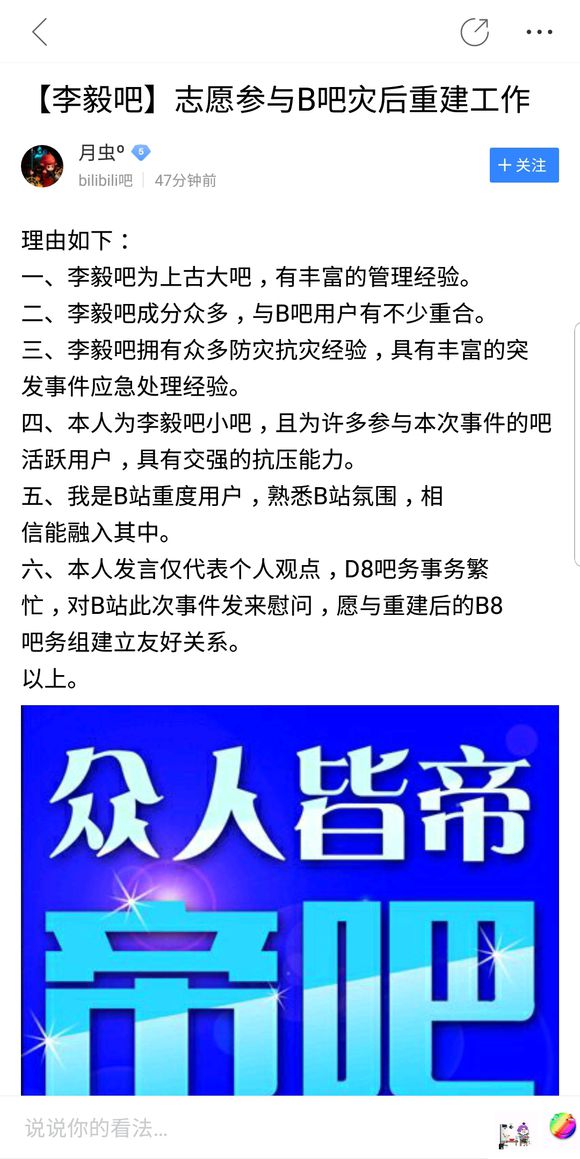 【李毅吧】志愿参与B吧灾后重建工作
月虫º 5
bilibili吧 47分钟前
+ 关注
理由如下：
一、李毅吧为上古大吧，有丰富的管理经验。
二、李毅吧成分众多，与B吧用户有不少重合。
三、李毅吧拥有众多防灾抗灾经验，具有丰富的突
发事件应急处理经验。
四、本人为李毅吧小吧，且为许多参与本次事件的吧
活跃用户，具有交强的抗压能力。
五、我是B站重度用户，熟悉B站氛围，相
信能融入其中。
六、本人发言仅代表个人观点，D8吧务事务繁
忙，对B站此次事件发来慰问，愿与重建后的B8
吧务组建立友好关系。
以上。
众人皆帝
帝吧
说说你的看法...